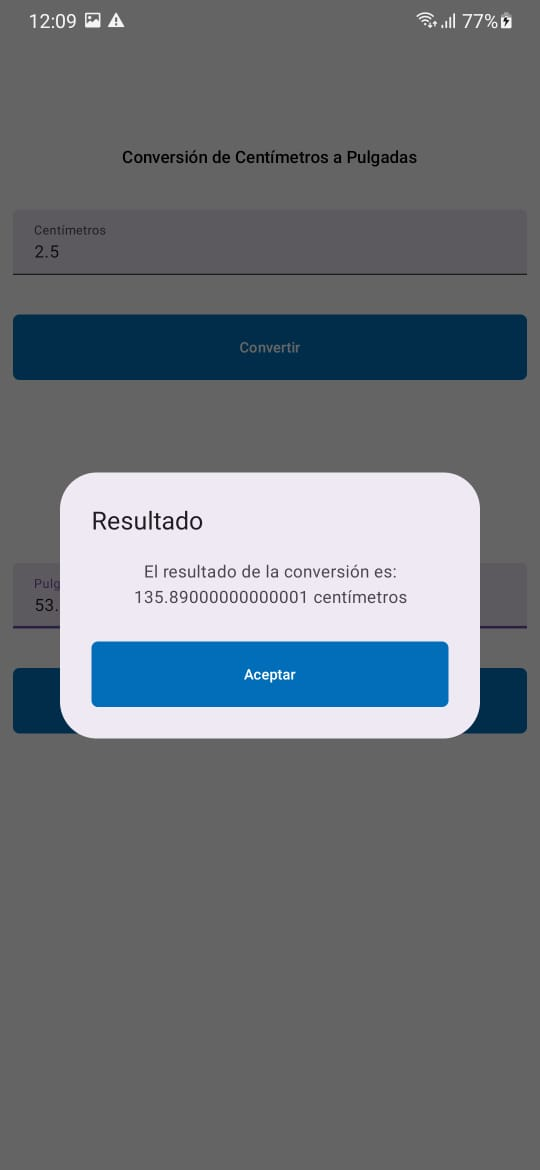 12:09 77%
Conversión de Centímetros a Pulgadas
Centímetros
2.5
Convertir
Resultado
El resultado de la conversión es:
135.89000000000001 centímetros
Aceptar